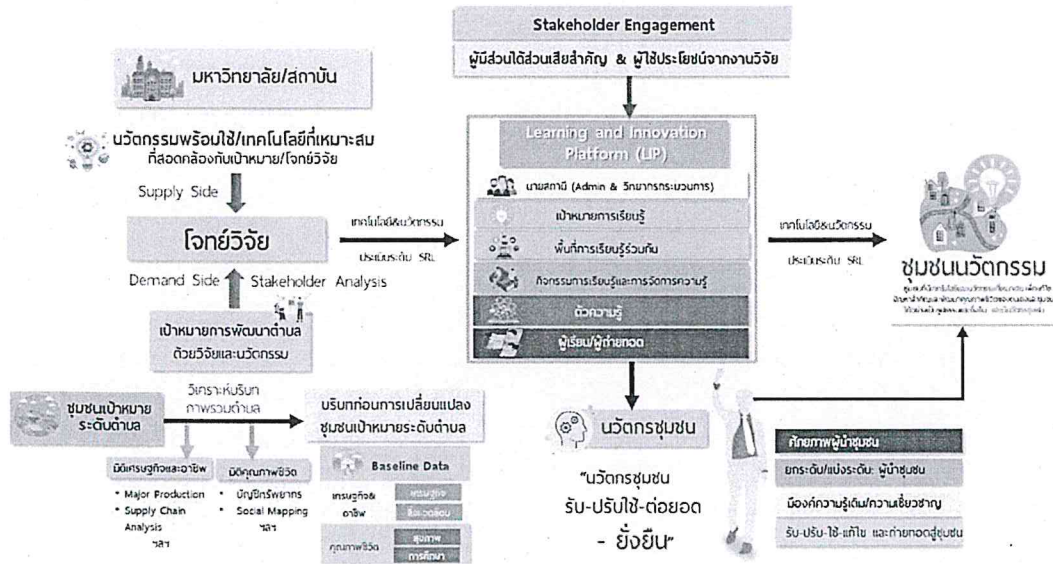 Stakeholder Engagement
ผู้มีส่วนได้ส่วนเสียสำคัญ & ผู้ใช้ประโยชน์จากงานวิจัย
มหาวิทยาลัย/สถาบัน
นวัตกรรมพร้อมใช้/เทคโนโลยีที่เหมาะสม
ที่สอดคล้องกับเป้าหมาย/โจทย์วิจัย
Supply Side
โจทย์วิจัย
Demand Side
Stakeholder Analysis
เป้าหมายการพัฒนาตำบล
ด้วยวิจัยและนวัตกรรม
เทคโนโลยี&นวัตกรรม
ประเมินระดับ SRL
Learning and Innovation
Platform (LIP)
นายสถานี (Admin & วิทยากรกระบวนการ)
เป้าหมายการเรียนรู้
พื้นที่การเรียนรู้ร่วมกัน
กิจกรรมการเรียนรู้และการจัดการความรู้
ตัวความรู้
ผู้เรียน/ผู้ถ่ายทอด
เทคโนโลยี&นวัตกรรม
ประเมินระดับ SRL
ชุมชนนวัตกรรม
ชุมชนเป้าหมาย
ระดับตำบล
วิเคราะห์บริบท
ภาพรวมตำบล
บริบทก่อนการเปลี่ยนแปลง
ชุมชนเป้าหมายระดับตำบล
มิติเศรษฐกิจและอาชีพ
• Major Production
• Supply Chain
Analysis
ฯลฯ
มิติคุณภาพชีวิต
• บัญชีทรัพยากร
• Social Mapping
ฯลฯ
Baseline Data
เศรษฐกิจ&
อาชีพ
เศรษฐกิจ
สิ่งแวดล้อม
คุณภาพชีวิต
สุขภาพ
การศึกษา
นวัตกรชุมชน
"นวัตกรชุมชน
รับ-ปรับใช้-ต่อยอด
- ยั่งยืน"
ศักยภาพผู้นำชุมชน
ยกระดับ/แบ่งระดับ: ผู้นำชุมชน
มีองค์ความรู้เดิม/ความเชี่ยวชาญ
รับ-ปรับ-ใช้-แก้ไข และถ่ายทอดสู่ชุมชน